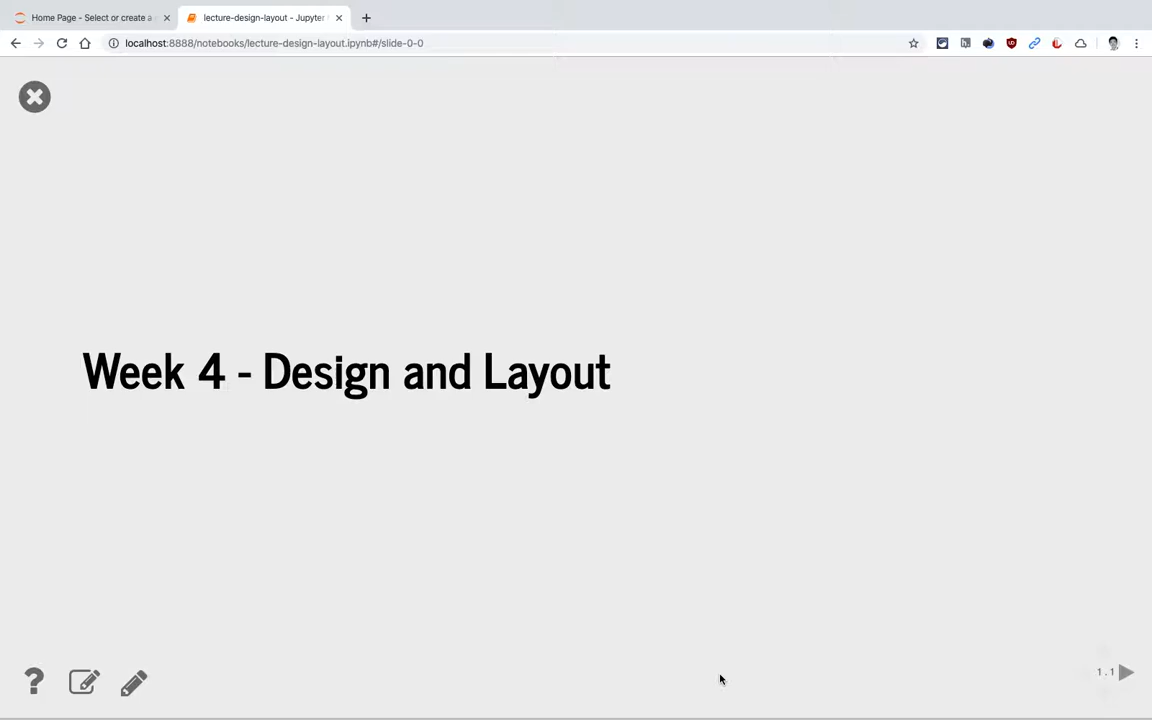 Home Page - Select or create a
lecture-design-layout - Jupyter
localhost:8888/notebooks/lecture-design-layout.ipynb#/slide-0-0
Week 4 - Design and Layout
1.1